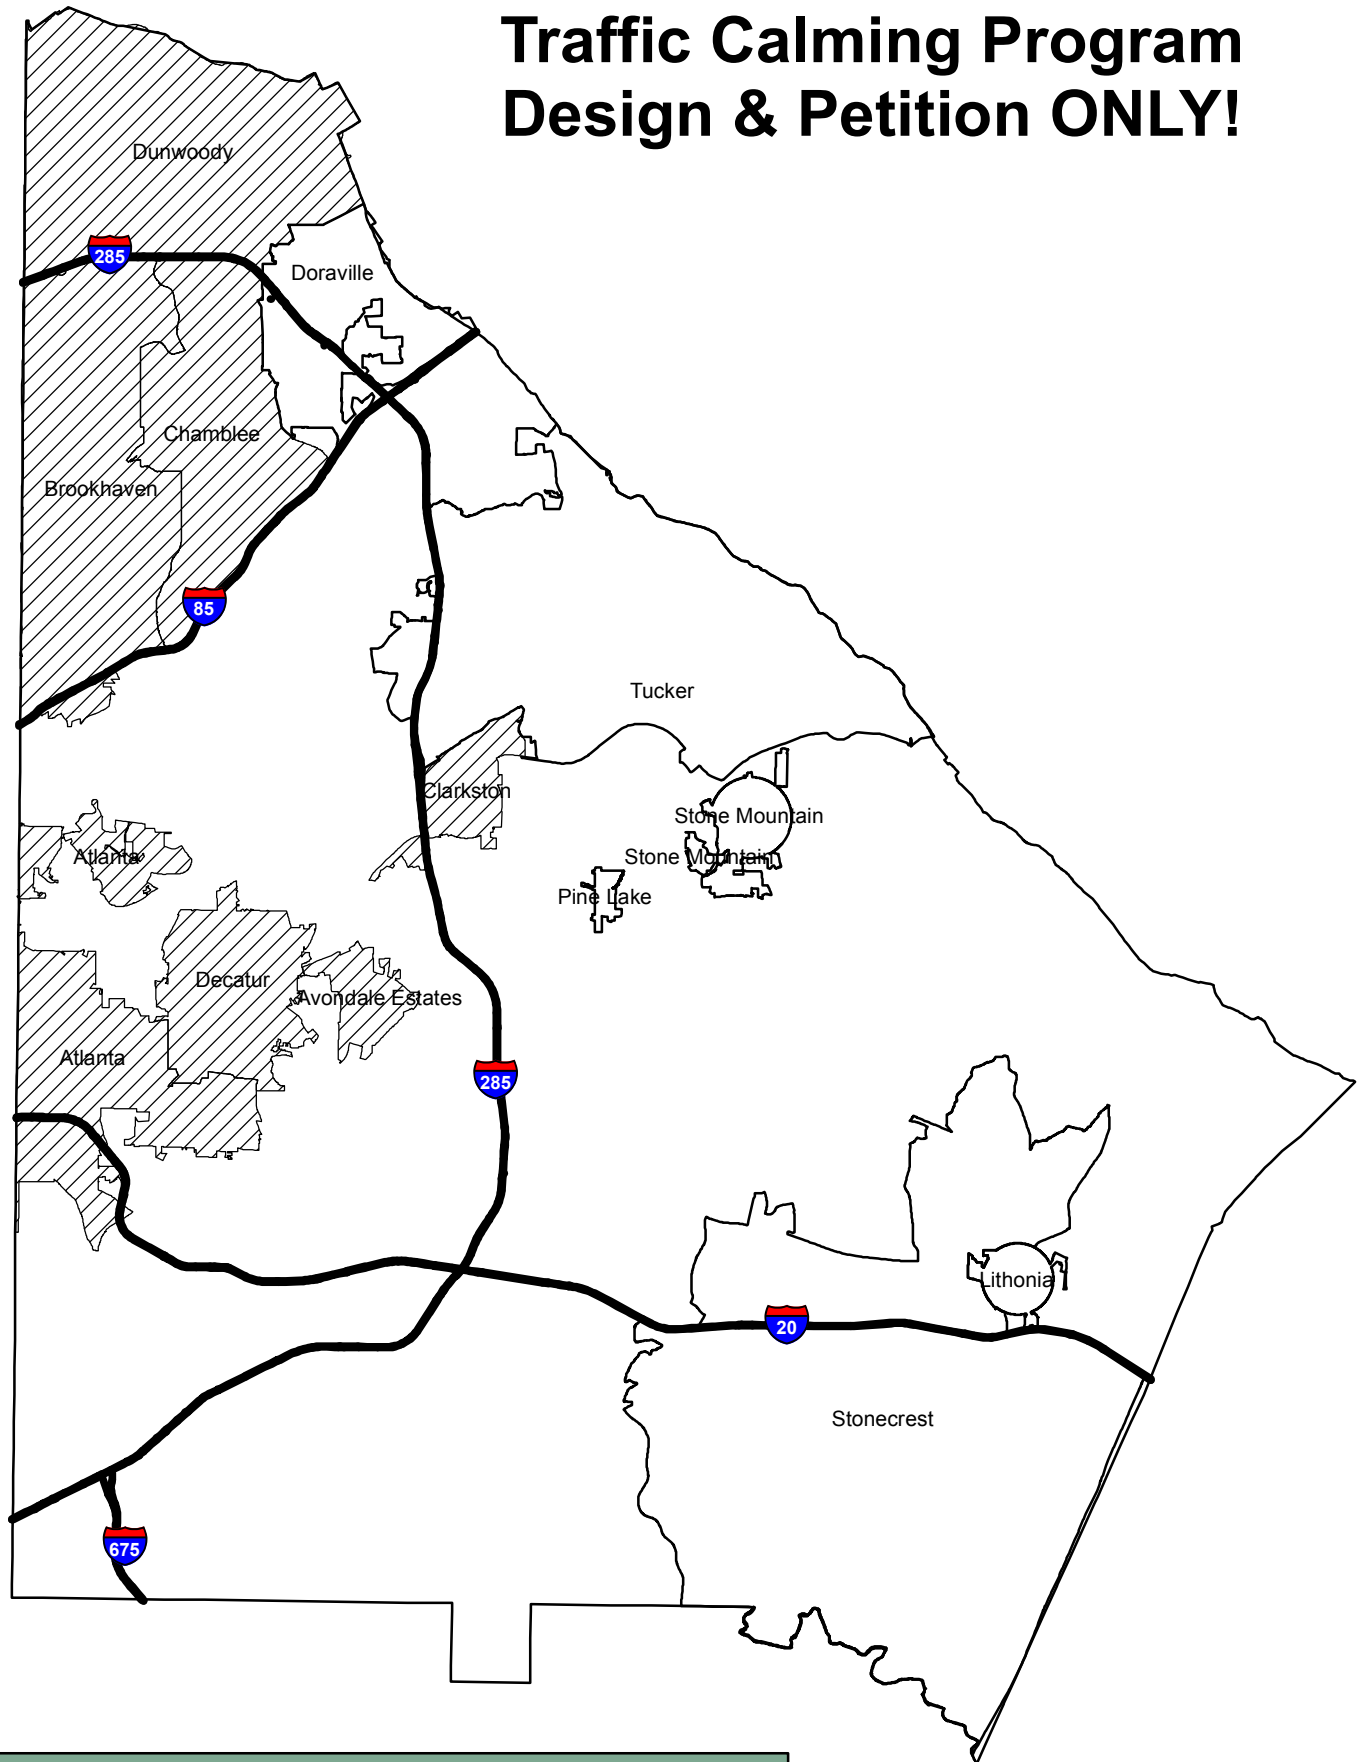 Traffic Calming Program
Design & Petition ONLY!
Dunwoody
285
Doraville
Chamblee
Brookhaven
85
Tucker
Clarkston
Stone Mountain
Atlanta
Stone Mountain
Pine Lake
Decatur
Avondale Estates
Atlanta
285
Lithonia
20
Stonecrest
675